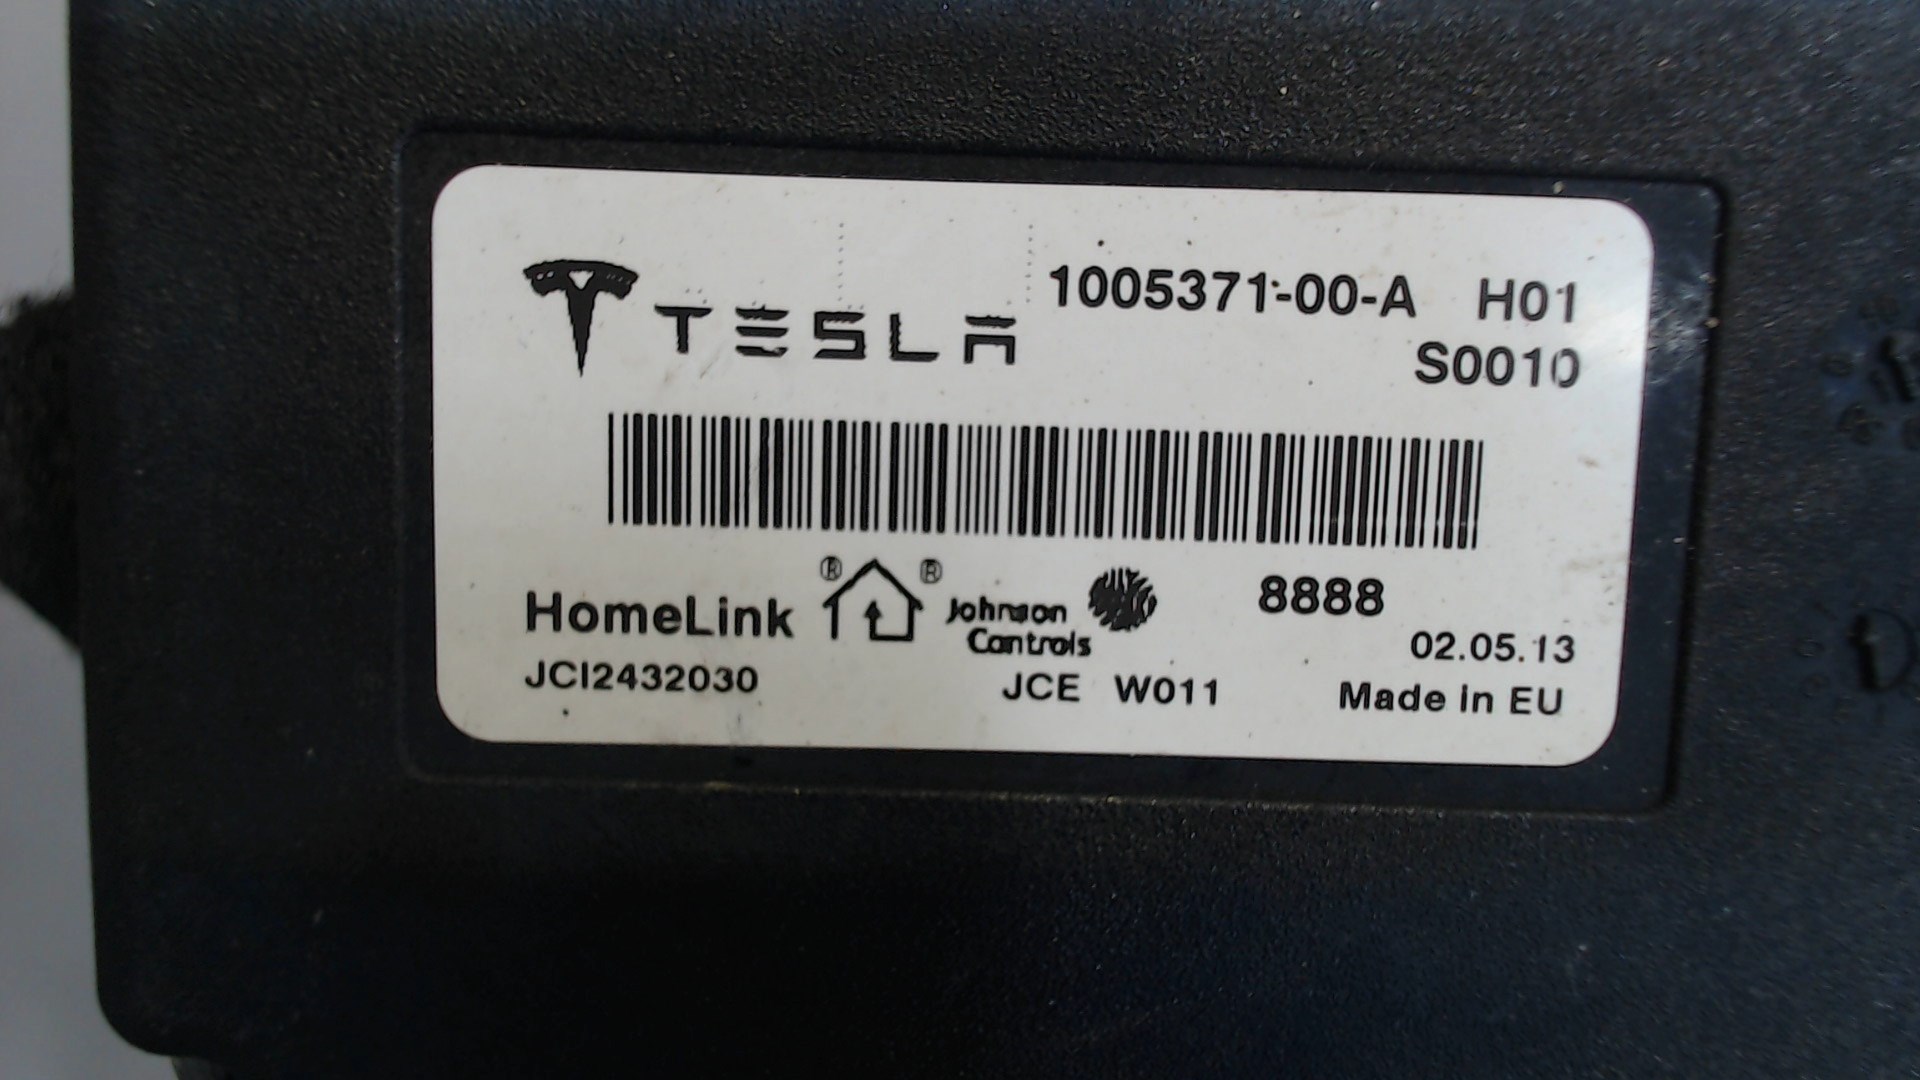 TESLA 1005371-00-A H01
S0010
HomeLink ® ® Johnson Controls 8888
02.05.13
JCI2432030 JCE W011 Made in EU